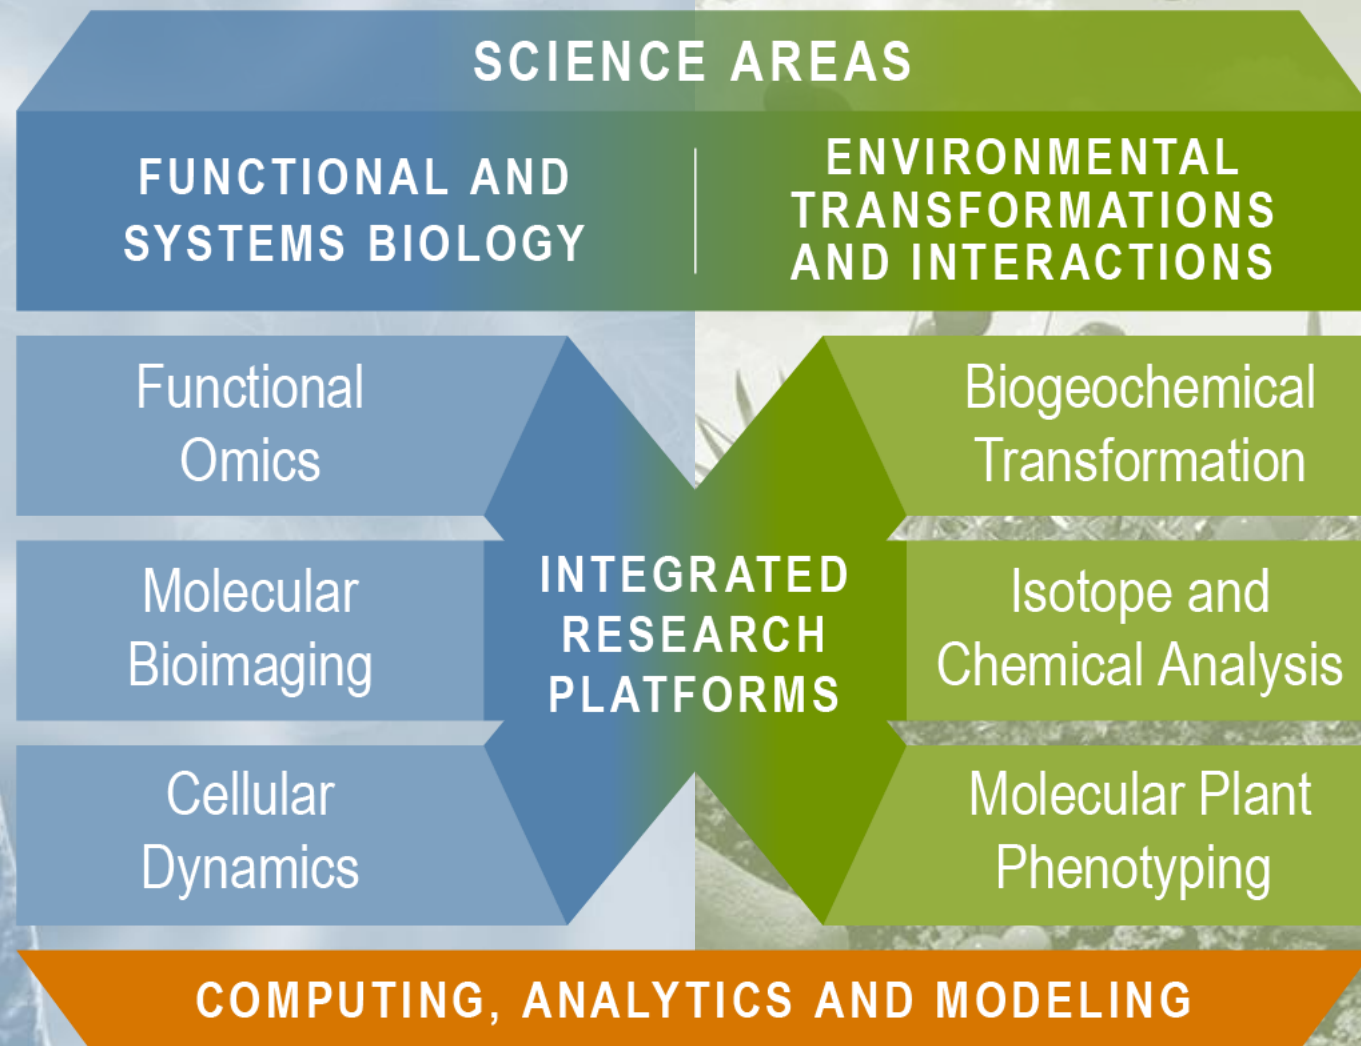 SCIENCE AREAS
FUNCTIONAL AND
SYSTEMS BIOLOGY
ENVIRONMENTAL
TRANSFORMATIONS
AND INTERACTIONS
Functional
Omics
Molecular
Bioimaging
Cellular
Dynamics
INTEGRATED
RESEARCH
PLATFORMS
Biogeochemical
Transformation
Isotope and
Chemical Analysis
Molecular Plant
Phenotyping
COMPUTING, ANALYTICS AND MODELING